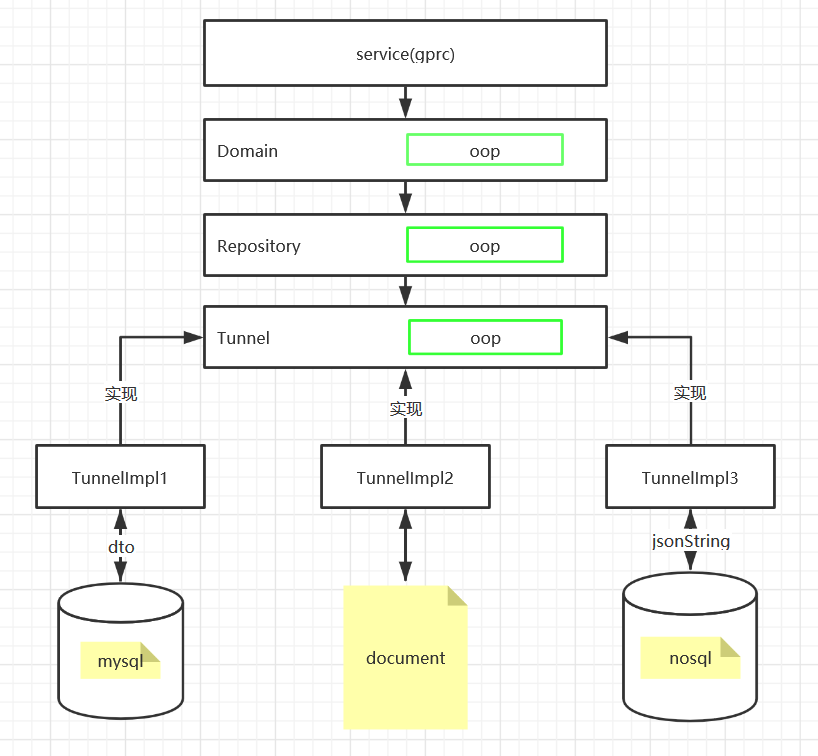 service(gprc)
Domain
oop
Repository
oop
Tunnel
oop
实现
实现
实现
TunnelImpl1
TunnelImpl2
TunnelImpl3
dto
jsonString
mysql
document
nosql